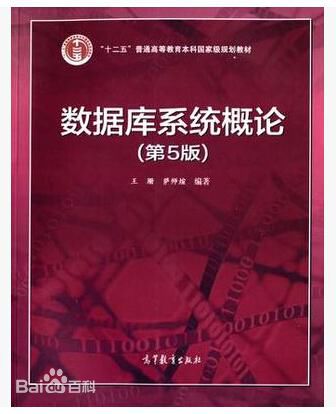 “十二五”普通高等教育本科国家级规划教材
数据库系统概论
(第5版)
王 珊 萨师煊 编著
高等教育出版社
Baidu百科